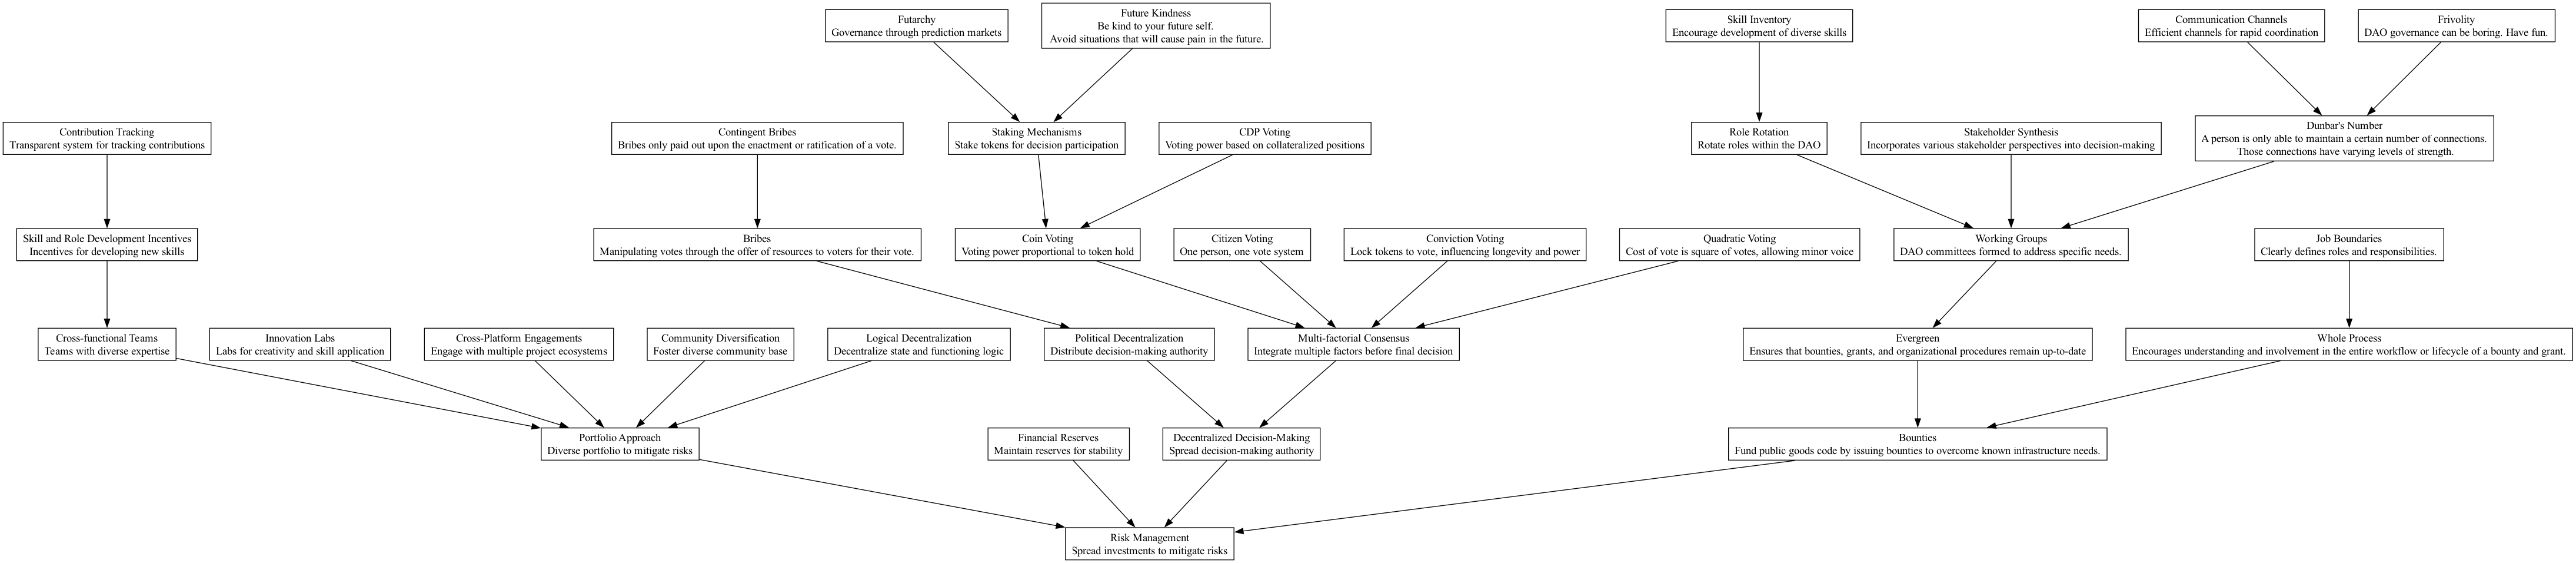 Futarchy
Governance through prediction markets
Future Kindness
Be kind to your future self.
Avoid situations that will cause pain in the future.
Skill Inventory
Encourage development of diverse skills
Communication Channels
Efficient channels for rapid coordination
Frivolity
DAO governance can be boring. Have fun.
Contribution Tracking
Transparent system for tracking contributions
Contingent Bribes
Bribes only paid out upon the enactment or ratification of a vote.
Staking Mechanisms
Stake tokens for decision participation
CDP Voting
Voting power based on collateralized positions
Role Rotation
Rotate roles within the DAO
Stakeholder Synthesis
Incorporates various stakeholder perspectives into decision-making
Dunbar's Number
A person is only able to maintain a certain number of connections.
Those connections have varying levels of strength.
Skill and Role Development Incentives
Incentives for developing new skills
Bribes
Manipulating votes through the offer of resources to voters for their vote.
Coin Voting
Voting power proportional to token hold
Citizen Voting
One person, one vote system
Conviction Voting
Lock tokens to vote, influencing longevity and power
Quadratic Voting
Cost of vote is square of votes, allowing minor voice
Working Groups
DAO committees formed to address specific needs.
Job Boundaries
Clearly defines roles and responsibilities.
Cross-functional Teams
Teams with diverse expertise
Innovation Labs
Labs for creativity and skill application
Cross-Platform Engagements
Engage with multiple project ecosystems
Community Diversification
Foster diverse community base
Logical Decentralization
Decentralize state and functioning logic
Political Decentralization
Distribute decision-making authority
Multi-factorial Consensus
Integrate multiple factors before final decision
Evergreen
Ensures that bounties, grants, and organizational procedures remain up-to-date
Whole Process
Encourages understanding and involvement in the entire workflow or lifecycle of a bounty and grant.
Portfolio Approach
Diverse portfolio to mitigate risks
Financial Reserves
Maintain reserves for stability
Decentralized Decision-Making
Spread decision-making authority
Bounties
Fund public goods code by issuing bounties to overcome known infrastructure needs.
Risk Management
Spread investments to mitigate risks